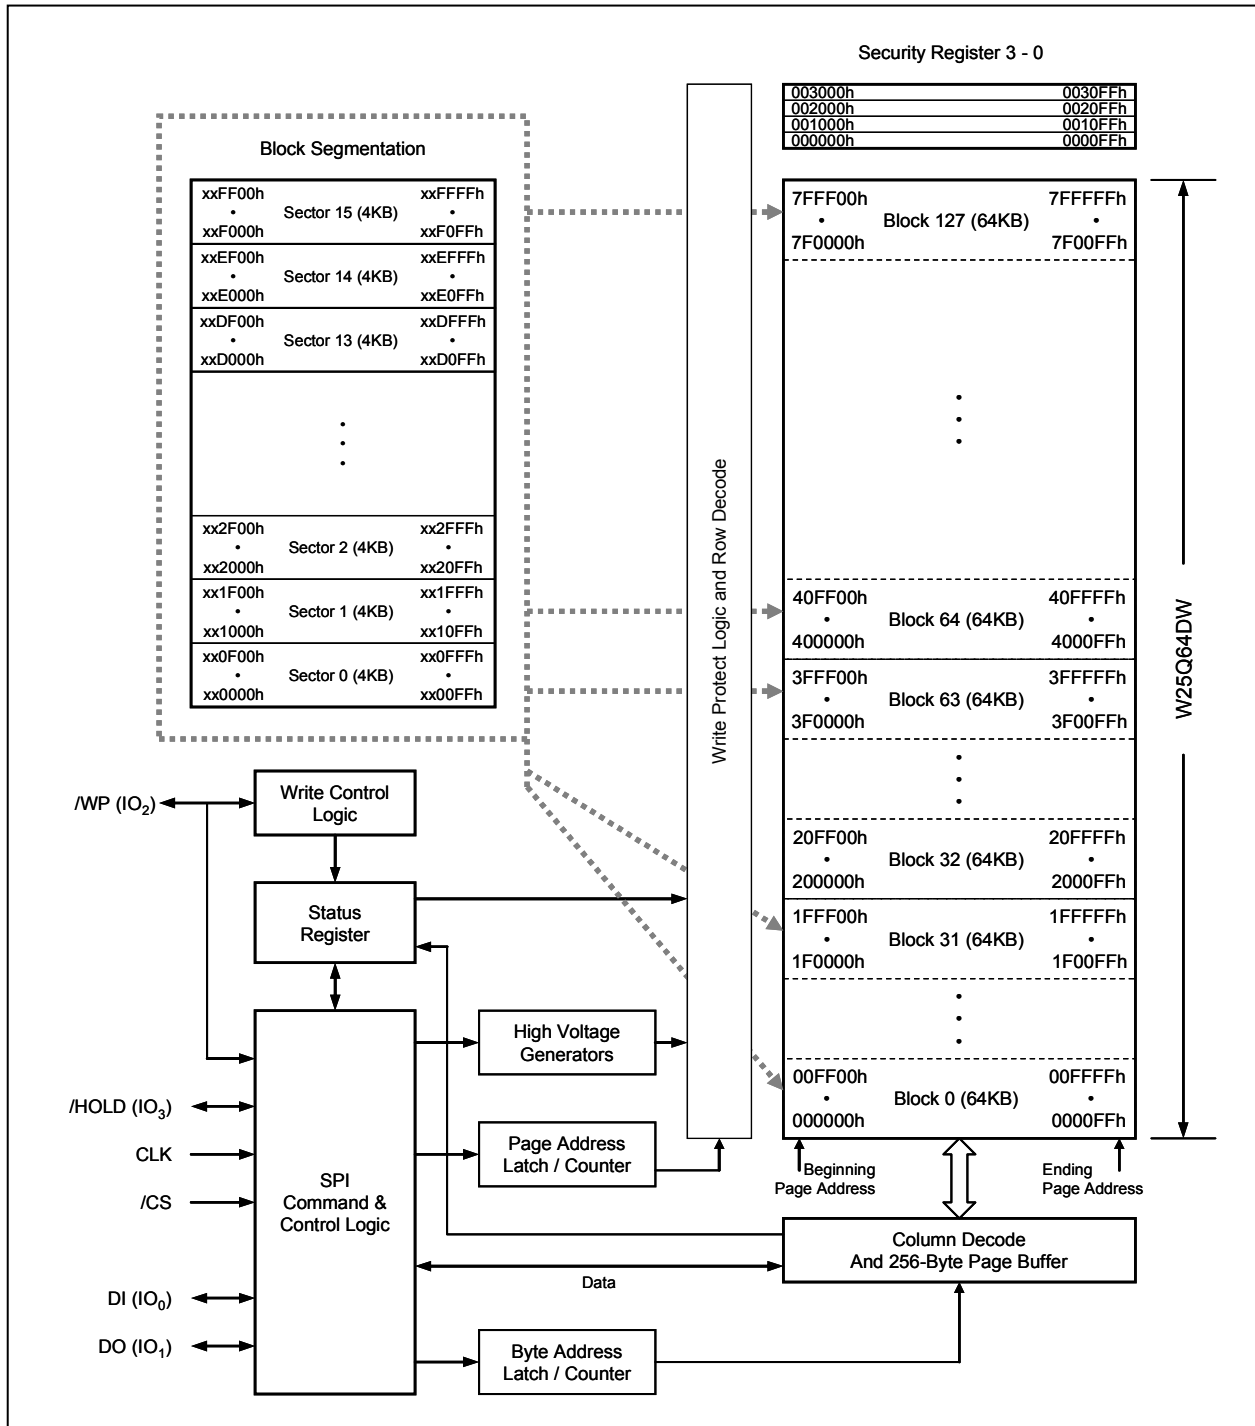 Security Register 3 - 0
003000h 0030FFh
002000h 0020FFh
001000h 0010FFh
000000h 0000FFh
Block Segmentation
xxFF00h xxFFFFh
• Sector 15 (4KB) •
xxF000h xxF0FFh
xxEF00h xxEFFFh
• Sector 14 (4KB) •
xxE000h xxE0FFh
xxDF00h xxDFFFh
• Sector 13 (4KB) •
xxD000h xxD0FFh
xx2F00h xx2FFFh
• Sector 2 (4KB) •
xx2000h xx20FFh
xx1F00h xx1FFFh
• Sector 1 (4KB) •
xx1000h xx10FFh
xx0F00h xx0FFFh
• Sector 0 (4KB) •
xx0000h xx00FFh
Write Protect Logic and Row Decode
7FFF00h 7FFFFFh
• Block 127 (64KB) •
7F0000h 7F00FFh
40FF00h 40FFFFh
• Block 64 (64KB) •
400000h 4000FFh
3FFF00h 3FFFFFh
• Block 63 (64KB) •
3F0000h 3F00FFh
20FF00h 20FFFFh
• Block 32 (64KB) •
200000h 2000FFh
1FFF00h 1FFFFFh
• Block 31 (64KB) •
1F0000h 1F00FFh
00FF00h 00FFFFh
• Block 0 (64KB) •
000000h 0000FFh
W25Q64DW
Beginning
Page Address
Ending
Page Address
/WP (IO2)
Write Control
Logic
Status
Register
High Voltage
Generators
/HOLD (IO3)
CLK
/CS
DI (IO0)
DO (IO1)
SPI
Command &
Control Logic
Page Address
Latch / Counter
Column Decode
And 256-Byte Page Buffer
Data
Byte Address
Latch / Counter